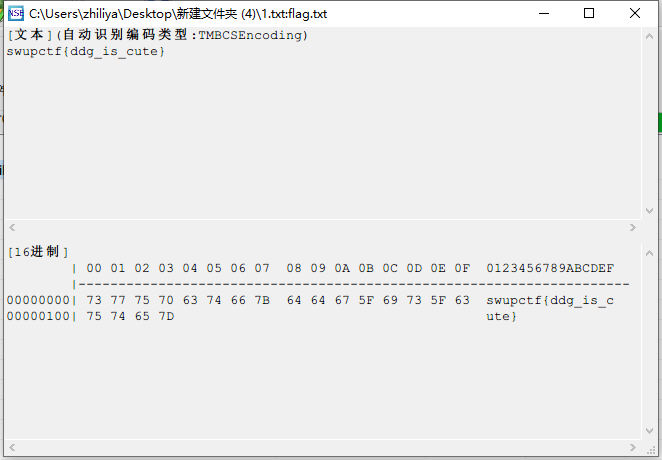 NSE C:\Users\zhiliya\Desktop\新建文件夹 (4)\1.txt:flag.txt
[文本](自动识别编码类型:TMBCSEncoding)
swupctf{ddg_is_cute}
[16进制]
| 00 01 02 03 04 05 06 07 08 09 0A 0B 0C 0D 0E 0F 0123456789ABCDEF
|-------------------------------------------------------------------
00000000| 73 77 75 70 63 74 66 7B 64 64 67 5F 69 73 5F 63 swupctf{ddg_is_c
00000100| 75 74 65 7D ute}